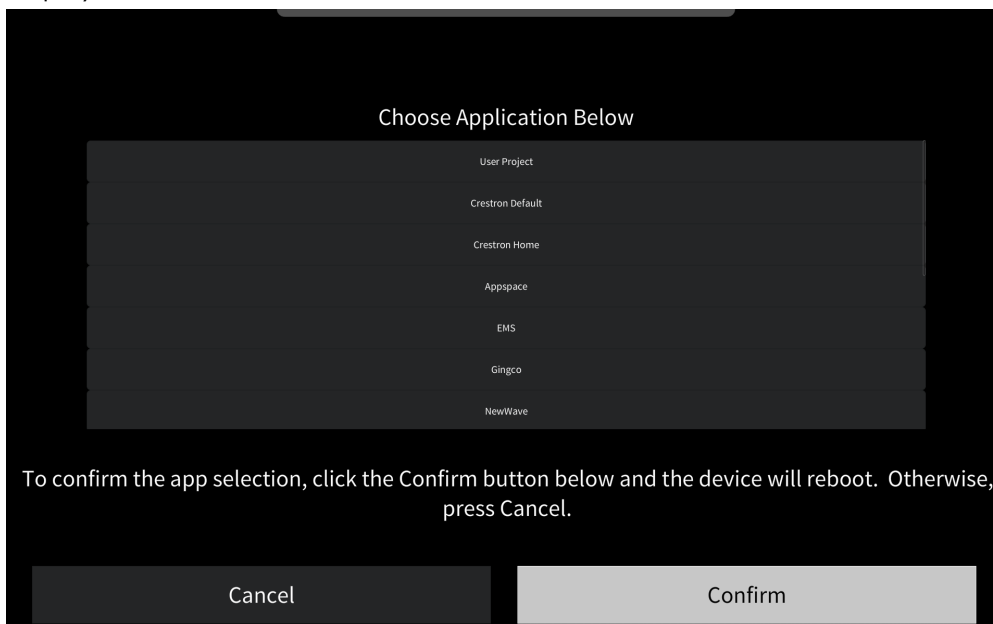 Choose Application Below
User Project
Crestron Default
Crestron Home
Appspace
EMS
Gingco
NewWave
To confirm the app selection, click the Confirm button below and the device will reboot.  Otherwise,
press Cancel.
Cancel
Confirm